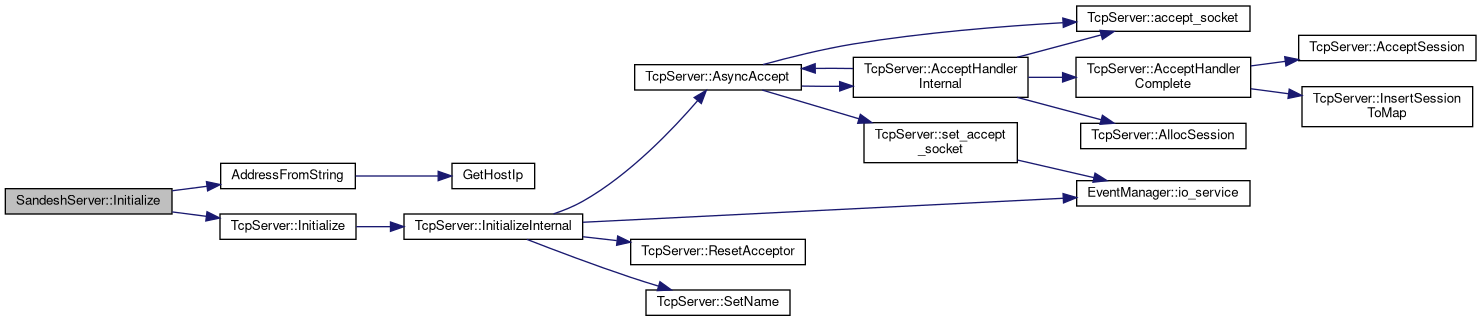 SandeshServer::Initialize
AddressFromString
GetHostIp
TcpServer::Initialize
TcpServer::InitializeInternal
TcpServer::AsyncAccept
TcpServer::accept_socket
TcpServer::AcceptHandler
Internal
TcpServer::AcceptHandler
Complete
TcpServer::AcceptSession
TcpServer::InsertSession
ToMap
TcpServer::AllocSession
TcpServer::set_accept
_socket
EventManager::io_service
TcpServer::ResetAcceptor
TcpServer::SetName